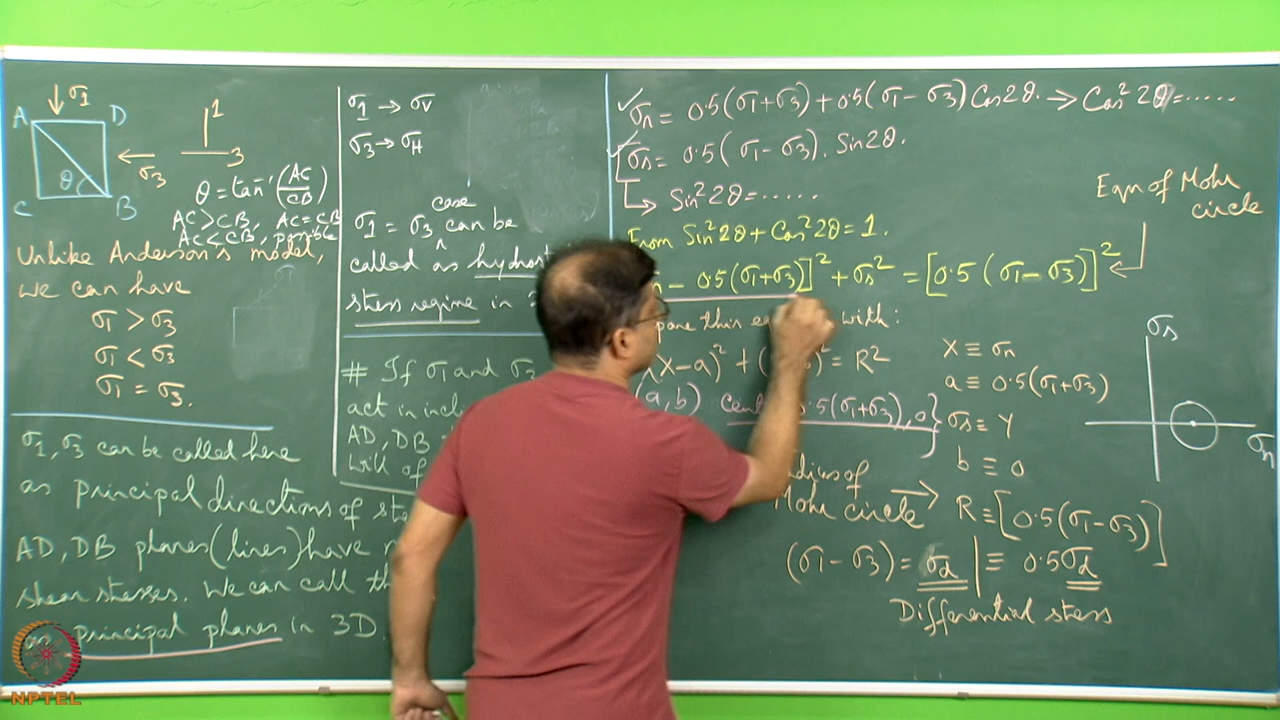 σ1
A D
1
σ3
3
θ
C B
θ = tan⁻¹(AC/CB)
AC > CB, AC = CB
AC < CB, possible
Unlike Anderson's model,
we can have
σ1 > σ3
σ1 < σ3
σ1 = σ3.
σ1, σ3 can be called here
as principal directions of
AD, DB planes (lines) have
shear stresses. We can call
as principal planes in 3D.
σ1 → σV
σ3 → σH
case
σ1 = σ3 can be
called as
stress regime in
# If σ1 and σ3
act in
AD, DB
will
σn = 0.5(σ1+σ3) + 0.5(σ1 − σ3) Cos 2θ. → Cos² 2θ = ......
σs = 0.5(σ1 − σ3). Sin 2θ.
→ Sin² 2θ = ......
From Sin² 2θ + Cos² 2θ = 1.
− 0.5(σ1+σ3)]² + σs² = [0.5(σ1 − σ3)]²
Eqn of Mohr
circle
this with:
(X−a)² + ( )² = R²
(a, b) 0.5(σ1+σ3), 0}
X ≡ σn
a ≡ 0.5(σ1+σ3)
σs ≡ Y
b ≡ 0
σs
σn
of
Mohr circle → R ≡ [0.5(σ1 − σ3)]
(σ1 − σ3) = σd | ≡ 0.5σd
Differential stress
NPTEL